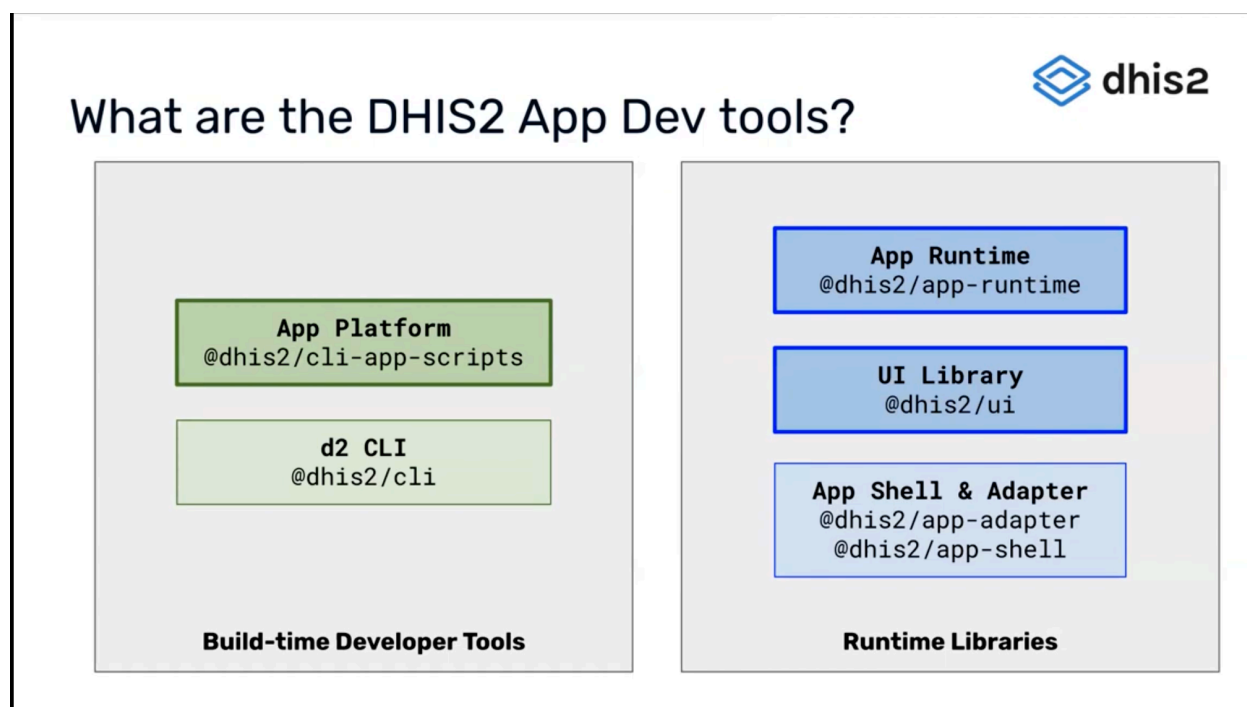 dhis2
What are the DHIS2 App Dev tools?
App Platform
@dhis2/cli-app-scripts
d2 CLI
@dhis2/cli
Build-time Developer Tools
App Runtime
@dhis2/app-runtime
UI Library
@dhis2/ui
App Shell & Adapter
@dhis2/app-adapter
@dhis2/app-shell
Runtime Libraries